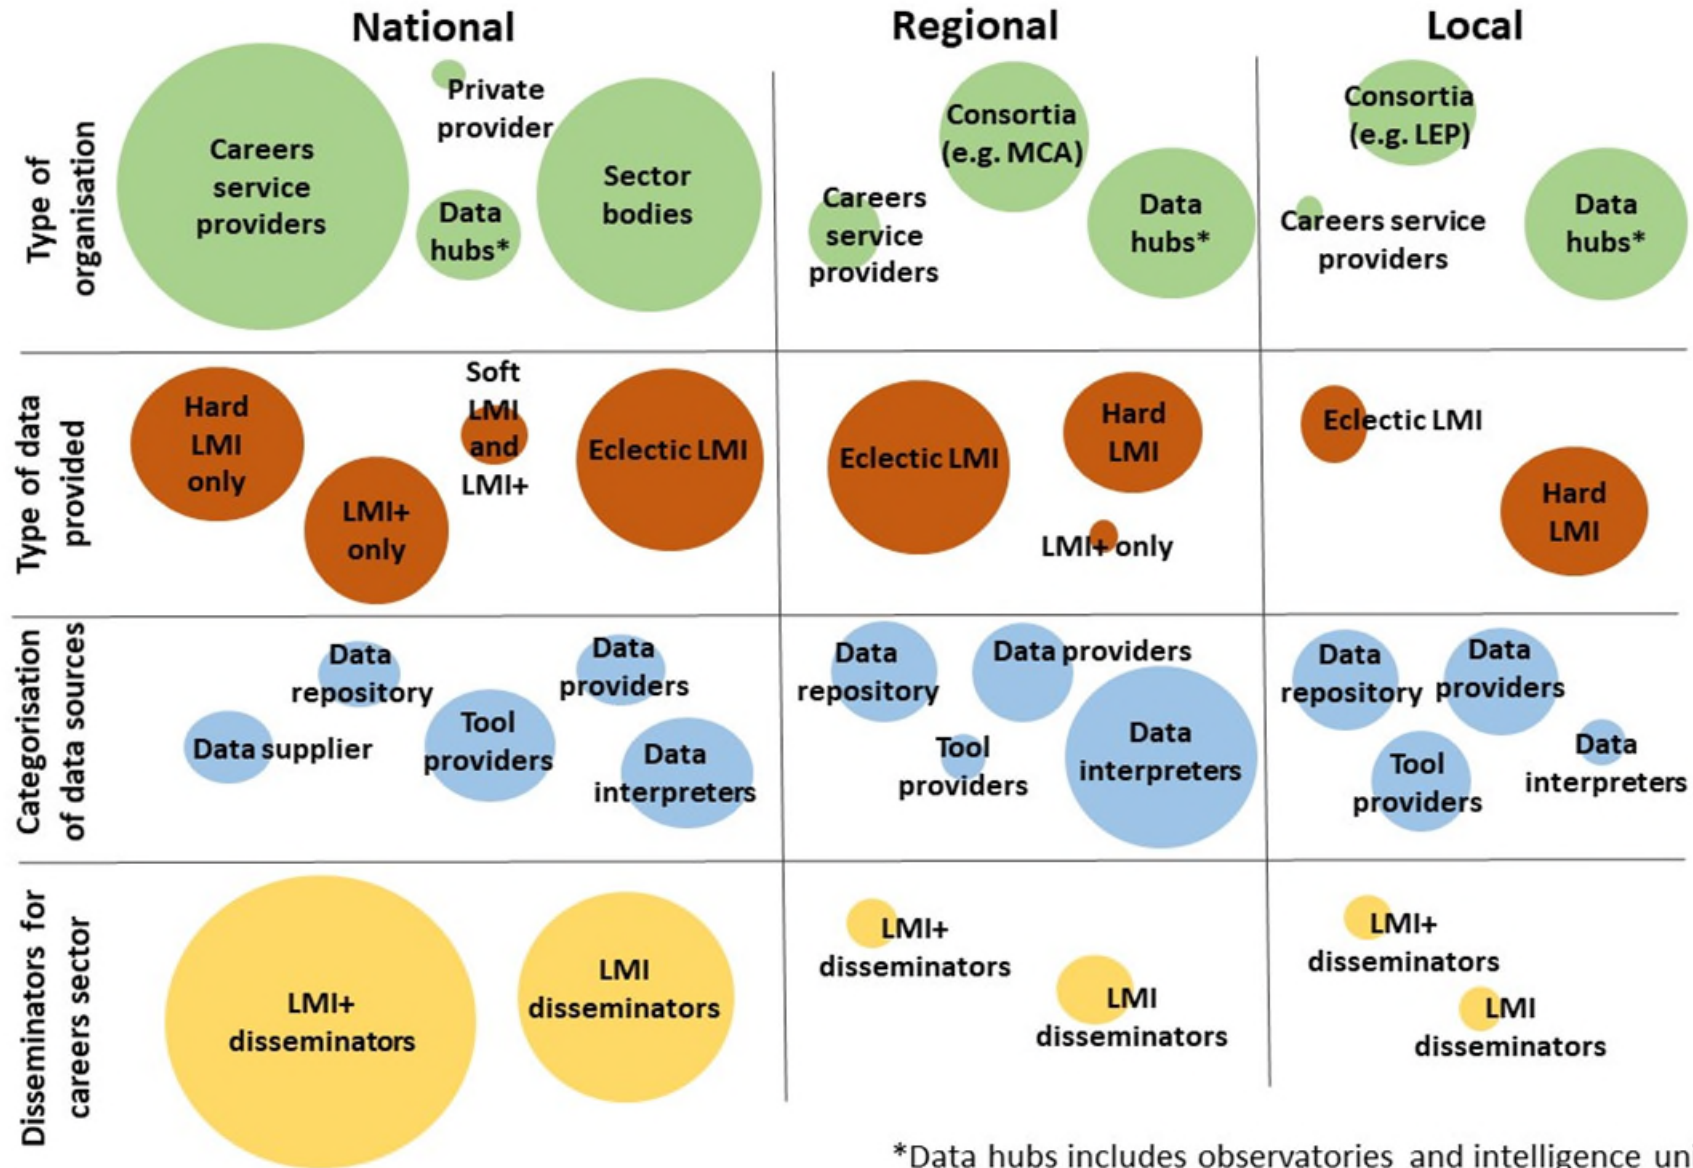 National
Regional
Local
Type of
organisation
Careers
service
providers
Private
provider
Data
hubs*
Sector
bodies
Careers
service
providers
Consortia
(e.g. MCA)
Data
hubs*
Consortia
(e.g. LEP)
Careers service
providers
Data
hubs*
Type of data
provided
Hard
LMI
only
LMI+
only
Soft
LMI
and
LMI+
Eclectic LMI
Eclectic LMI
Hard
LMI
LMI+ only
Eclectic LMI
Hard
LMI
Categorisation
of data sources
Data supplier
Data
repository
Tool
providers
Data
providers
Data
interpreters
Data
repository
Data providers
Tool
providers
Data
interpreters
Data
repository
Data
providers
Tool
providers
Data
interpreters
Disseminators for
careers sector
LMI+
disseminators
LMI
disseminators
LMI+
disseminators
LMI
disseminators
LMI+
disseminators
LMI
disseminators
*Data hubs includes observatories and intelligence un